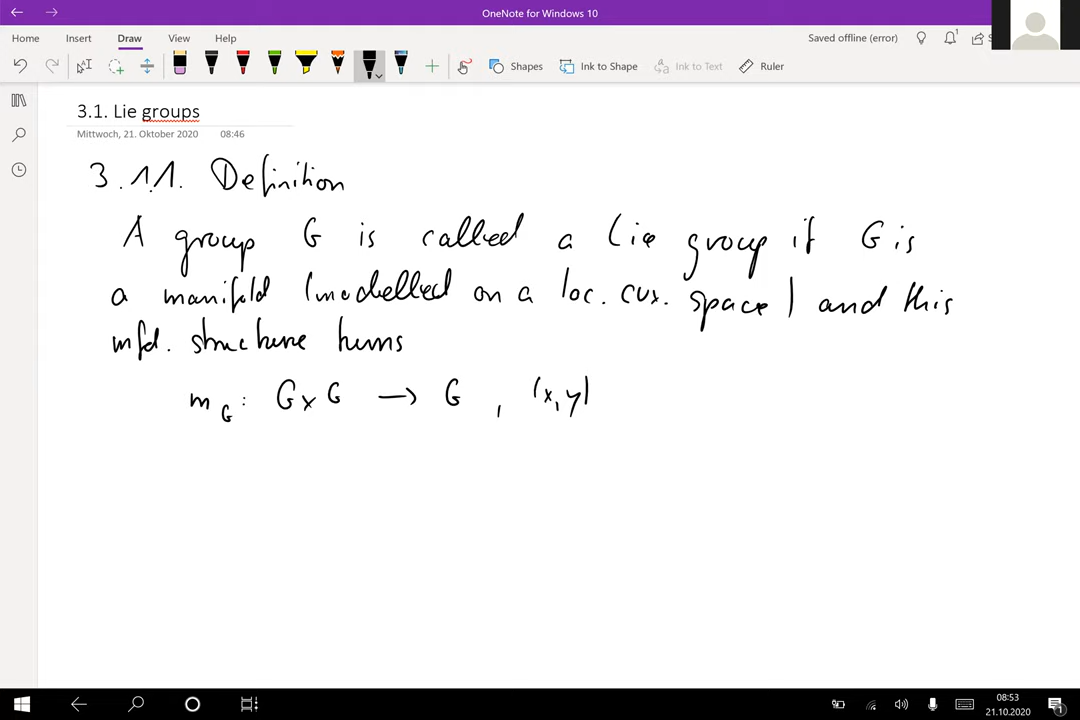 OneNote for Windows 10
Home Insert Draw View Help Saved offline (error)
Shapes Ink to Shape Ink to Text Ruler
3.1. Lie groups
Mittwoch, 21. Oktober 2020 08:46
3.1.1. Definition
A group G is called a Lie group if G is
a manifold (modelled on a loc. cvx. space) and this
mfd. structure turns
m_G : G × G → G , (x,y)
08:53
21.10.2020